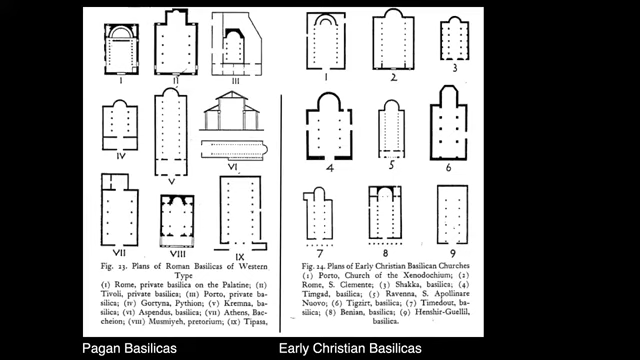 I
II
III
IV
V
VI
VII
VIII
IX
Fig. 23. Plans of Roman Basilicas of Western
Type
(I) Rome, private basilica on the Palatine; (II)
Tivoli, private basilica; (III) Porto, private ba-
silica; (IV) Gortyna, Pythion; (V) Kremna, ba-
silica; (VI) Aspendus, basilica; (VII) Athens, Bac-
cheion; (VIII) Musmiyeh, pretorium; (IX) Tipasa,
1
2
3
4
5
6
7
8
9
Fig. 24. Plans of Early Christian Basilican Churches
(1) Porto, Church of the Xenodochium; (2)
Rome, S. Clemente; (3) Shakka, basilica; (4)
Timgad, basilica; (5) Ravenna, S. Apollinare
Nuovo; (6) Tigzirt, basilica; (7) Timedout, ba-
silica; (8) Benian, basilica; (9) Henshir-Guellil,
basilica.
Pagan Basilicas
Early Christian Basilicas